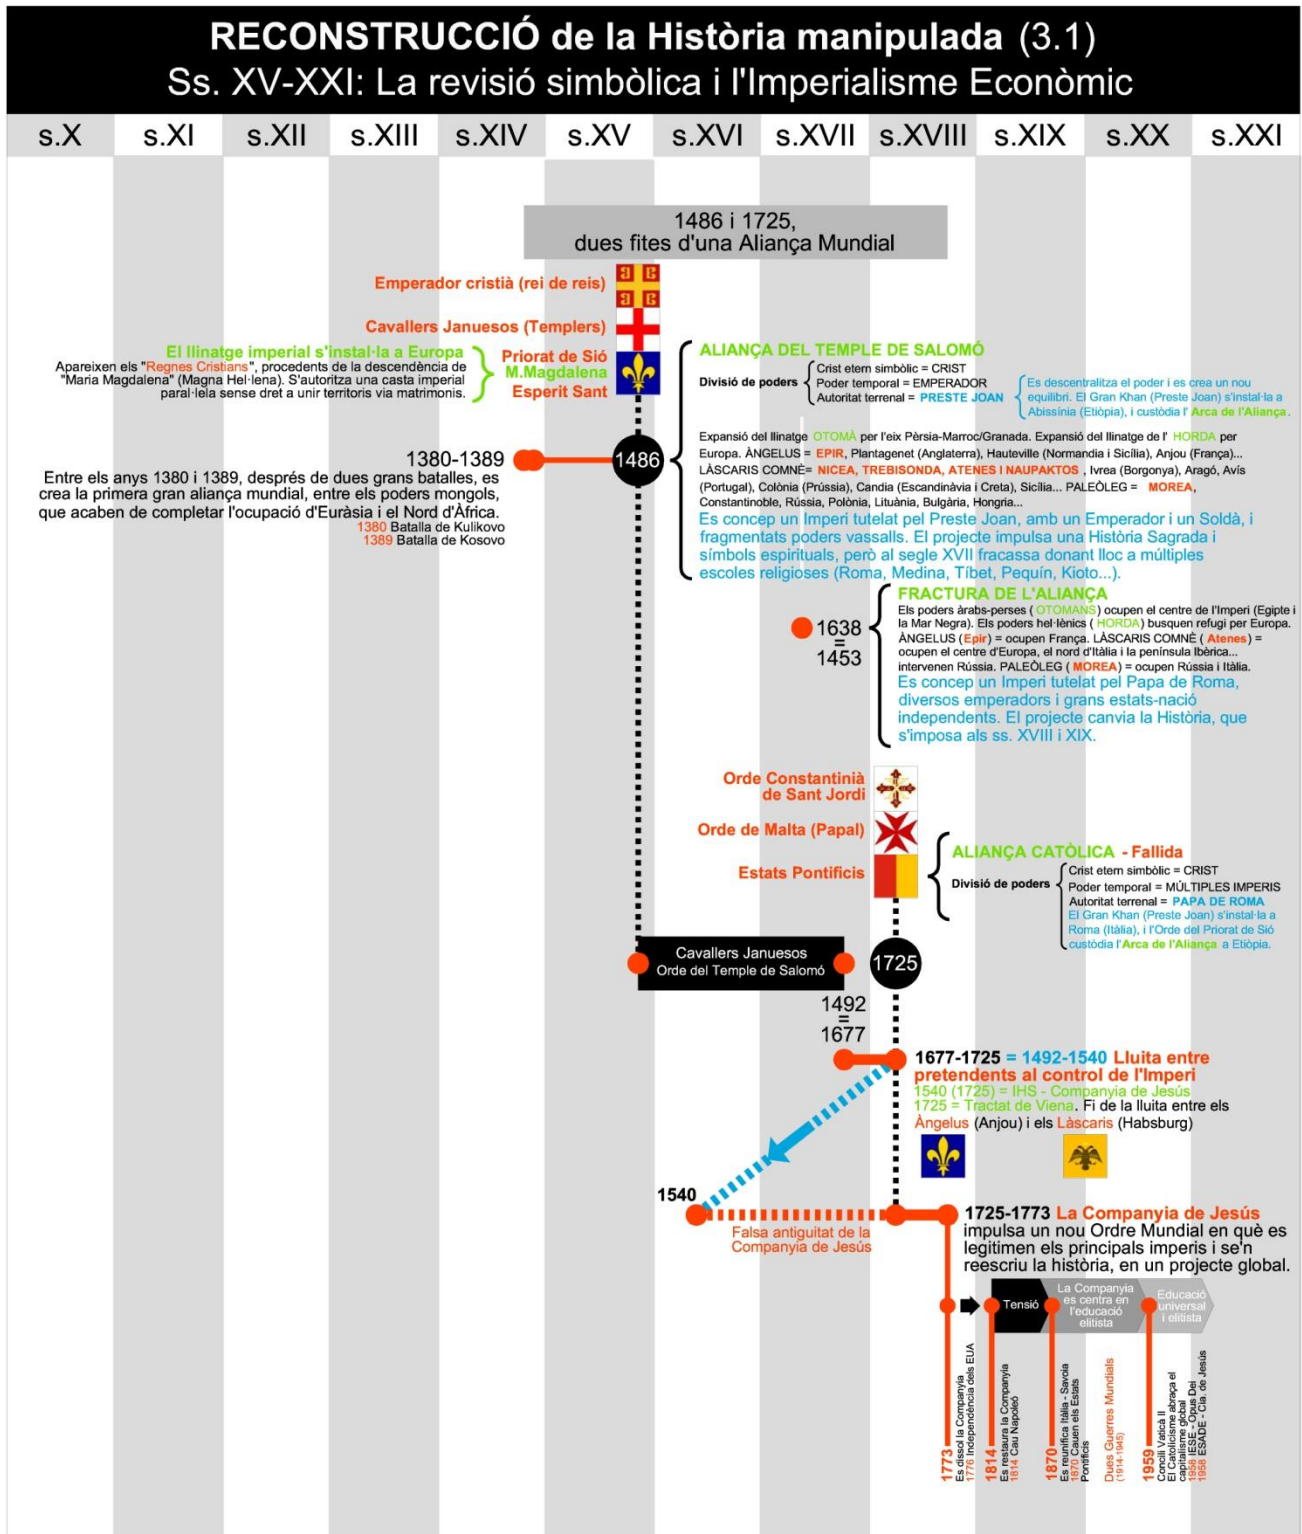 RECONSTRUCCIÓ de la Història manipulada (3.1)
Ss. XV-XXI: La revisió simbòlica i l'Imperialisme Econòmic
s.X s.XI s.XII s.XIII s.XIV s.XV s.XVI s.XVII s.XVIII s.XIX s.XX s.XXI
1486 i 1725,
dues fites d'una Aliança Mundial
Emperador cristià (rei de reis)
Cavallers Januesos (Templers)
El llinatge imperial s'instal·la a Europa
Apareixen els "Regnes Cristians", procedents de la descendència de
"Maria Magdalena" (Magna Hel·lena). S'autoritza una casta imperial
paral·lela sense dret a unir territoris via matrimonis.
Priorat de Sió
M.Magdalena
Esperit Sant
ALIANÇA DEL TEMPLE DE SALOMÓ
Divisió de poders
Crist etern simbòlic = CRIST
Poder temporal = EMPERADOR
Autoritat terrenal = PRESTE JOAN
Es descentralitza el poder i es crea un nou
equilibri. El Gran Khan (Preste Joan) s'instal·la a
Abissínia (Etiòpia), i custòdia l' Arca de l'Aliança.
1380-1389
1486
Entre els anys 1380 i 1389, després de dues grans batalles, es
crea la primera gran aliança mundial, entre els poders mongols,
que acaben de completar l'ocupació d'Euràsia i el Nord d'Àfrica.
1380 Batalla de Kulikovo
1389 Batalla de Kosovo
Expansió del llinatge OTOMÀ per l'eix Pèrsia-Marroc/Granada. Expansió del llinatge de l' HORDA per
Europa. ÀNGELUS = EPIR, Plantagenet (Anglaterra), Hauteville (Normandia i Sicília), Anjou (França)...
LÀSCARIS COMNÈ= NICEA, TREBISONDA, ATENES I NAUPAKTOS , Ivrea (Borgonya), Aragó, Avís
(Portugal), Colònia (Prússia), Candia (Escandinàvia i Creta), Sicília... PALEÒLEG = MOREA,
Constantinoble, Rússia, Polònia, Lituània, Bulgària, Hongria...
Es concep un Imperi tutelat pel Preste Joan, amb un Emperador i un Soldà, i
fragmentats poders vassalls. El projecte impulsa una Història Sagrada i
símbols espirituals, però al segle XVII fracassa donant lloc a múltiples
escoles religioses (Roma, Medina, Tíbet, Pequín, Kioto...).
1638
=
1453
FRACTURA DE L'ALIANÇA
Els poders àrabs-perses ( OTOMANS) ocupen el centre de l'Imperi (Egipte i
la Mar Negra). Els poders hel·lènics ( HORDA) busquen refugi per Europa.
ÀNGELUS (Epir) = ocupen França. LÀSCARIS COMNÈ ( Atenes) =
ocupen el centre d'Europa, el nord d'Itàlia i la península Ibèrica...
intervenen Rússia. PALEÒLEG ( MOREA) = ocupen Rússia i Itàlia.
Es concep un Imperi tutelat pel Papa de Roma,
diversos emperadors i grans estats-nació
independents. El projecte canvia la Història, que
s'imposa als ss. XVIII i XIX.
Orde Constantinià
de Sant Jordi
Orde de Malta (Papal)
Estats Pontificis
ALIANÇA CATÒLICA - Fallida
Divisió de poders
Crist etern simbòlic = CRIST
Poder temporal = MÚLTIPLES IMPERIS
Autoritat terrenal = PAPA DE ROMA
El Gran Khan (Preste Joan) s'instal·la a
Roma (Itàlia), i l'Orde del Priorat de Sió
custòdia l'Arca de l'Aliança a Etiòpia.
Cavallers Januesos
Orde del Temple de Salomó
1725
1492
=
1677
1677-1725 = 1492-1540 Lluita entre
pretendents al control de l'Imperi
1540 (1725) = IHS - Companyia de Jesús
1725 = Tractat de Viena. Fi de la lluita entre els
Àngelus (Anjou) i els Làscaris (Habsburg)
1540
Falsa antiguitat de la
Companyia de Jesús
1725-1773 La Companyia de Jesús
impulsa un nou Ordre Mundial en què es
legitimen els principals imperis i se'n
reescriu la història, en un projecte global.
Tensió
La Companyia
es centra en
l'educació
elitista
Educació
universal
i elitista
1773
Es dissol la Companyia
1776 Independència dels EUA
1814
Es restaura la Companyia
1814 Cau Napoleó
1870
Es reunifica Itàlia - Savoia
1870 Cauen els Estats
Pontificis
Dues Guerres Mundials
(1914-1945)
1959
Concili Vaticà II
El Catolicisme abraça el
capitalisme global
1958 IESE - Opus Dei
1958 ESADE - Cia. de Jesús